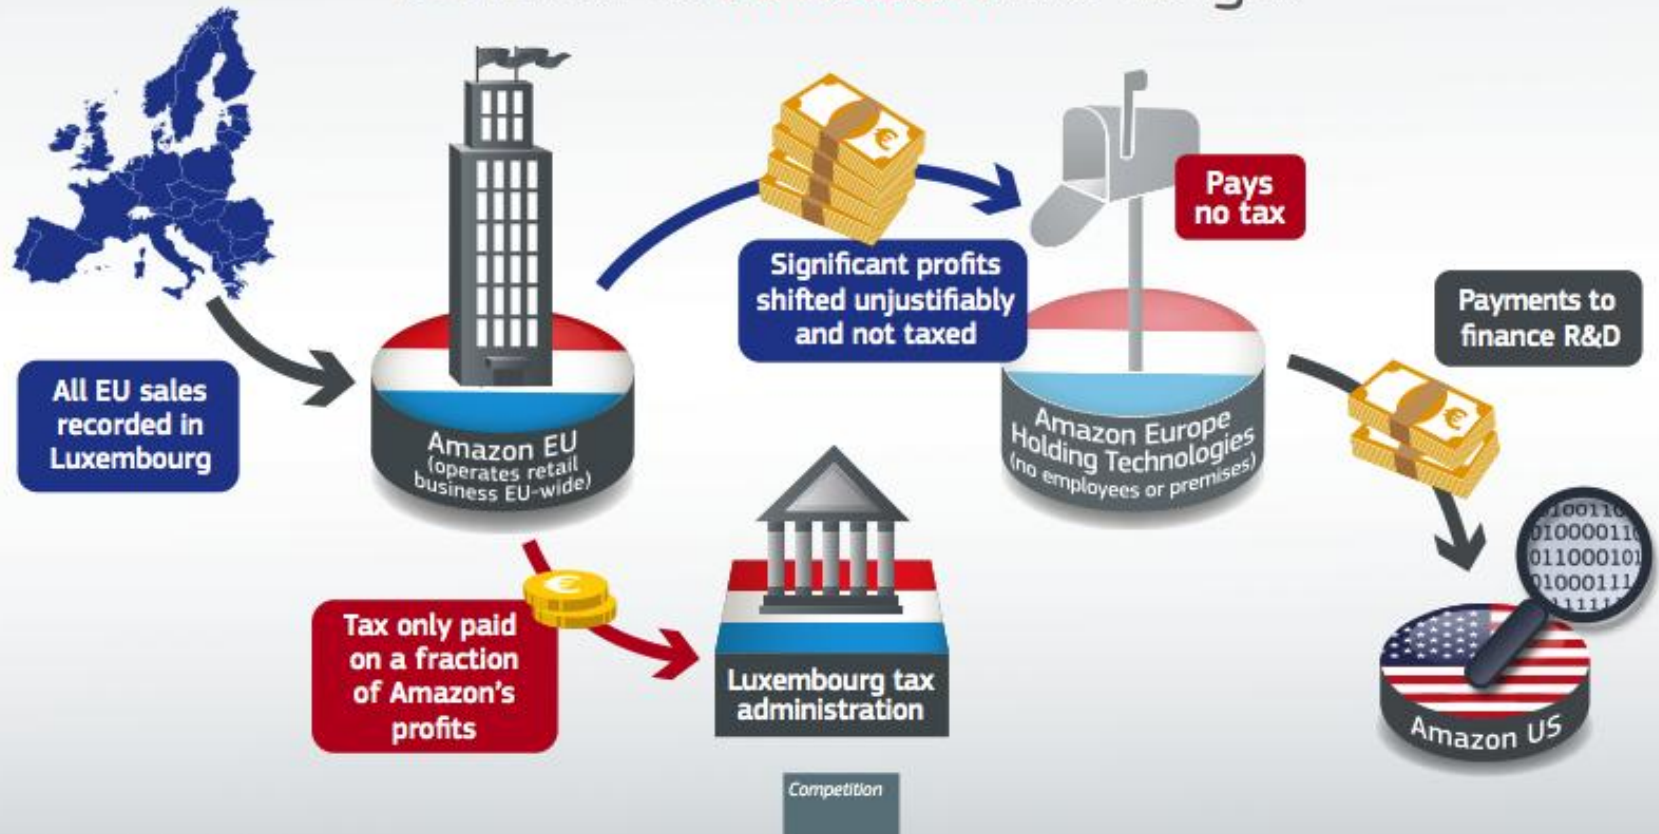 Pays
no tax
Significant profits
shifted unjustifiably
and not taxed
Payments to
finance R&D
All EU sales
recorded in
Luxembourg
Amazon EU
(operates retail
business EU-wide)
Amazon Europe
Holding Technologies
(no employees or premises)
Tax only paid
on a fraction
of Amazon's
profits
Luxembourg tax
administration
Amazon US
Competition